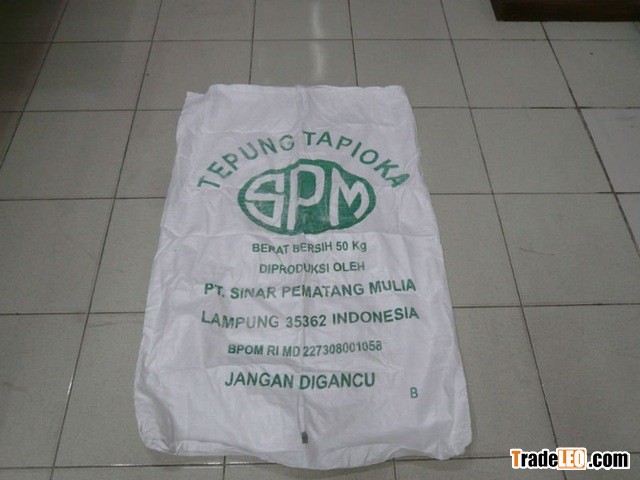 TEPUNG TAPIOKA
SPM
BERAT BERSIH 50 Kg
DIPRODUKSI OLEH
PT. SINAR PEMATANG MULIA
LAMPUNG 35362 INDONESIA
BPOM RI MD 227308001058
JANGAN DIGANCU
B
TradeLEO.com